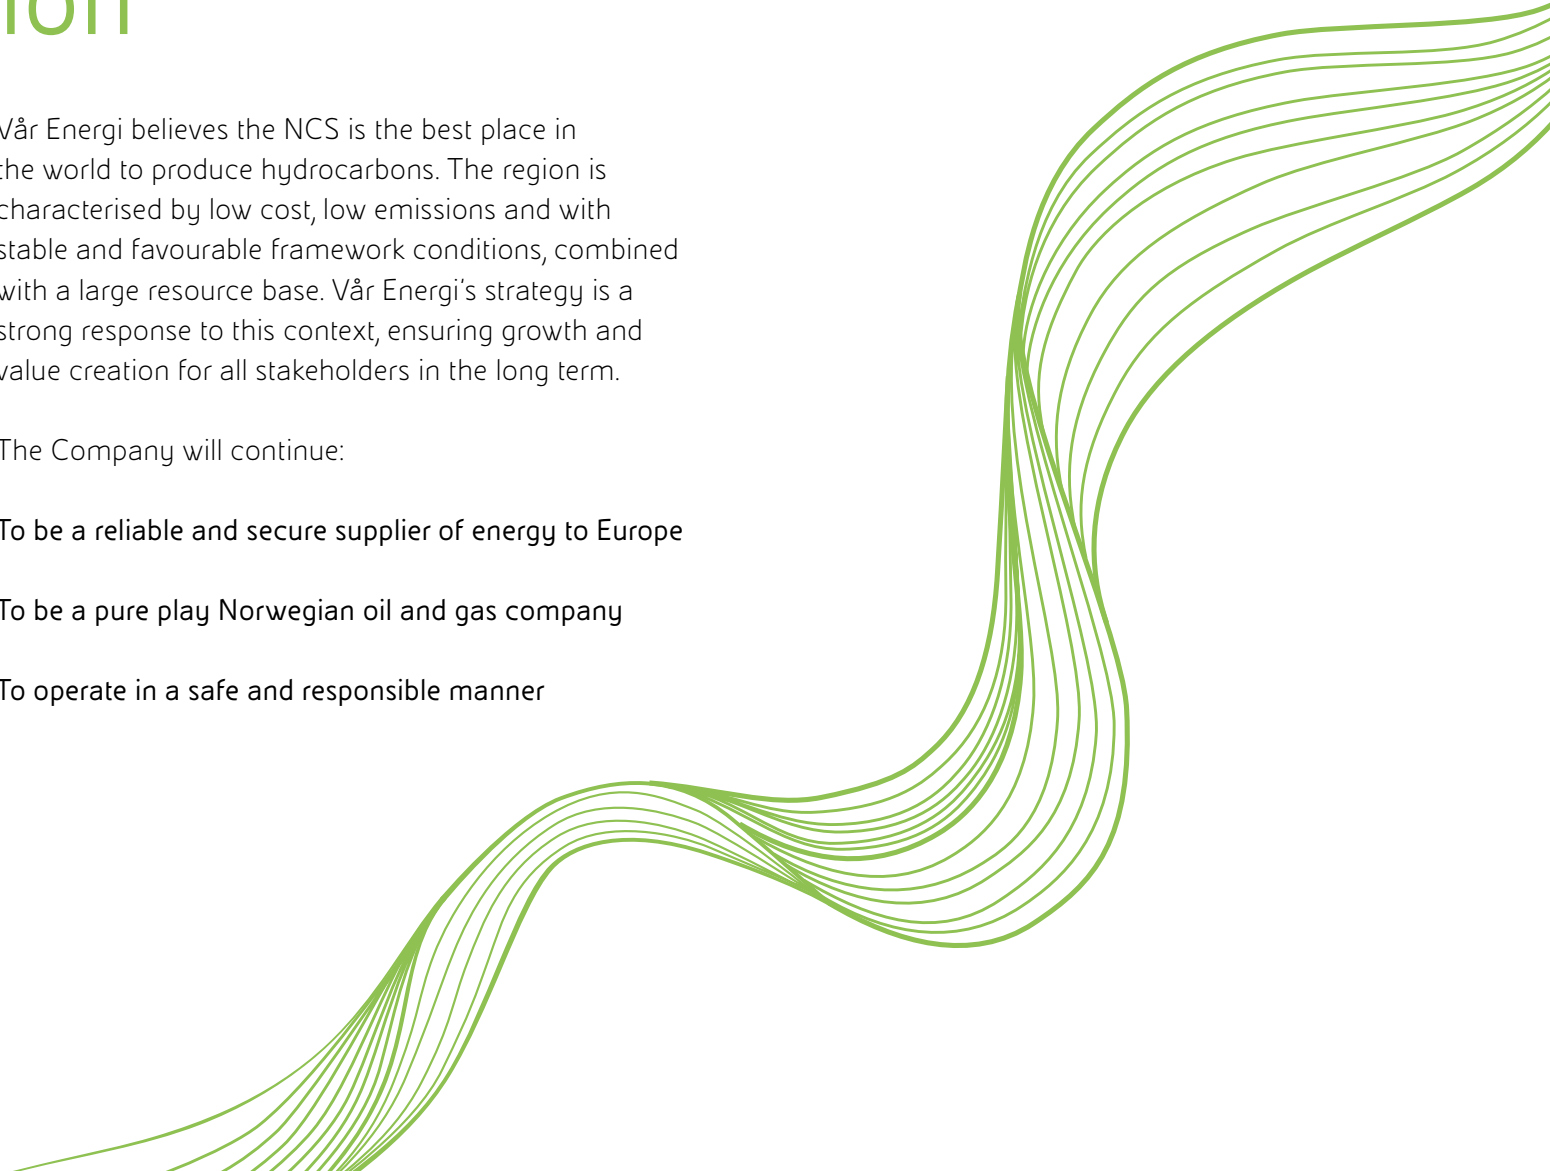 ion
Vår Energi believes the NCS is the best place in
the world to produce hydrocarbons. The region is
characterised by low cost, low emissions and with
stable and favourable framework conditions, combined
with a large resource base. Vår Energi's strategy is a
strong response to this context, ensuring growth and
value creation for all stakeholders in the long term.
The Company will continue:
To be a reliable and secure supplier of energy to Europe
To be a pure play Norwegian oil and gas company
To operate in a safe and responsible manner